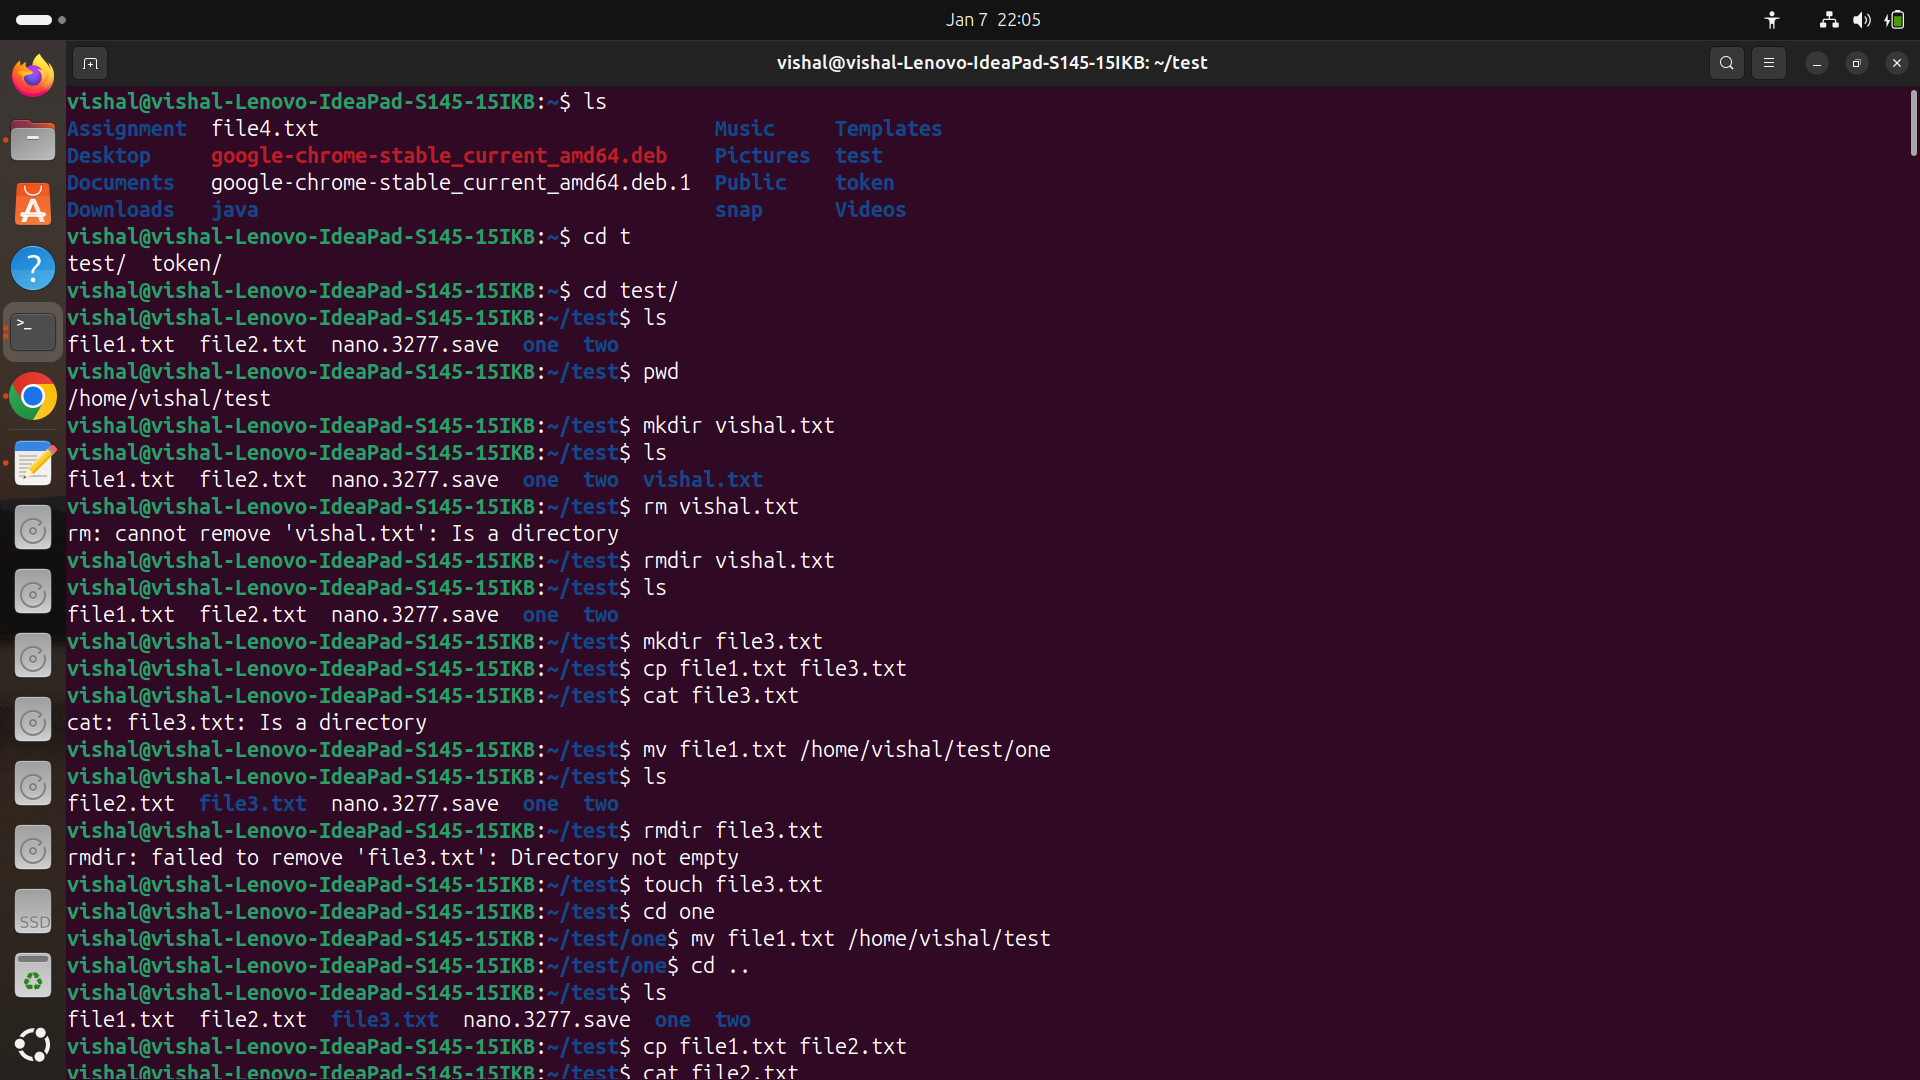 Jan 7 22:05
vishal@vishal-Lenovo-IdeaPad-S145-15IKB: ~/test
vishal@vishal-Lenovo-IdeaPad-S145-15IKB:~$ ls
Assignment file4.txt Music Templates
Desktop google-chrome-stable_current_amd64.deb Pictures test
Documents google-chrome-stable_current_amd64.deb.1 Public token
Downloads java snap Videos
vishal@vishal-Lenovo-IdeaPad-S145-15IKB:~$ cd t
test/ token/
vishal@vishal-Lenovo-IdeaPad-S145-15IKB:~$ cd test/
vishal@vishal-Lenovo-IdeaPad-S145-15IKB:~/test$ ls
file1.txt file2.txt nano.3277.save one two
vishal@vishal-Lenovo-IdeaPad-S145-15IKB:~/test$ pwd
/home/vishal/test
vishal@vishal-Lenovo-IdeaPad-S145-15IKB:~/test$ mkdir vishal.txt
vishal@vishal-Lenovo-IdeaPad-S145-15IKB:~/test$ ls
file1.txt file2.txt nano.3277.save one two vishal.txt
vishal@vishal-Lenovo-IdeaPad-S145-15IKB:~/test$ rm vishal.txt
rm: cannot remove 'vishal.txt': Is a directory
vishal@vishal-Lenovo-IdeaPad-S145-15IKB:~/test$ rmdir vishal.txt
vishal@vishal-Lenovo-IdeaPad-S145-15IKB:~/test$ ls
file1.txt file2.txt nano.3277.save one two
vishal@vishal-Lenovo-IdeaPad-S145-15IKB:~/test$ mkdir file3.txt
vishal@vishal-Lenovo-IdeaPad-S145-15IKB:~/test$ cp file1.txt file3.txt
vishal@vishal-Lenovo-IdeaPad-S145-15IKB:~/test$ cat file3.txt
cat: file3.txt: Is a directory
vishal@vishal-Lenovo-IdeaPad-S145-15IKB:~/test$ mv file1.txt /home/vishal/test/one
vishal@vishal-Lenovo-IdeaPad-S145-15IKB:~/test$ ls
file2.txt file3.txt nano.3277.save one two
vishal@vishal-Lenovo-IdeaPad-S145-15IKB:~/test$ rmdir file3.txt
rmdir: failed to remove 'file3.txt': Directory not empty
vishal@vishal-Lenovo-IdeaPad-S145-15IKB:~/test$ touch file3.txt
vishal@vishal-Lenovo-IdeaPad-S145-15IKB:~/test$ cd one
vishal@vishal-Lenovo-IdeaPad-S145-15IKB:~/test/one$ mv file1.txt /home/vishal/test
vishal@vishal-Lenovo-IdeaPad-S145-15IKB:~/test/one$ cd ..
vishal@vishal-Lenovo-IdeaPad-S145-15IKB:~/test$ ls
file1.txt file2.txt file3.txt nano.3277.save one two
vishal@vishal-Lenovo-IdeaPad-S145-15IKB:~/test$ cp file1.txt file2.txt
vishal@vishal-Lenovo-IdeaPad-S145-15IKB:~/test$ cat file2.txt
SSD